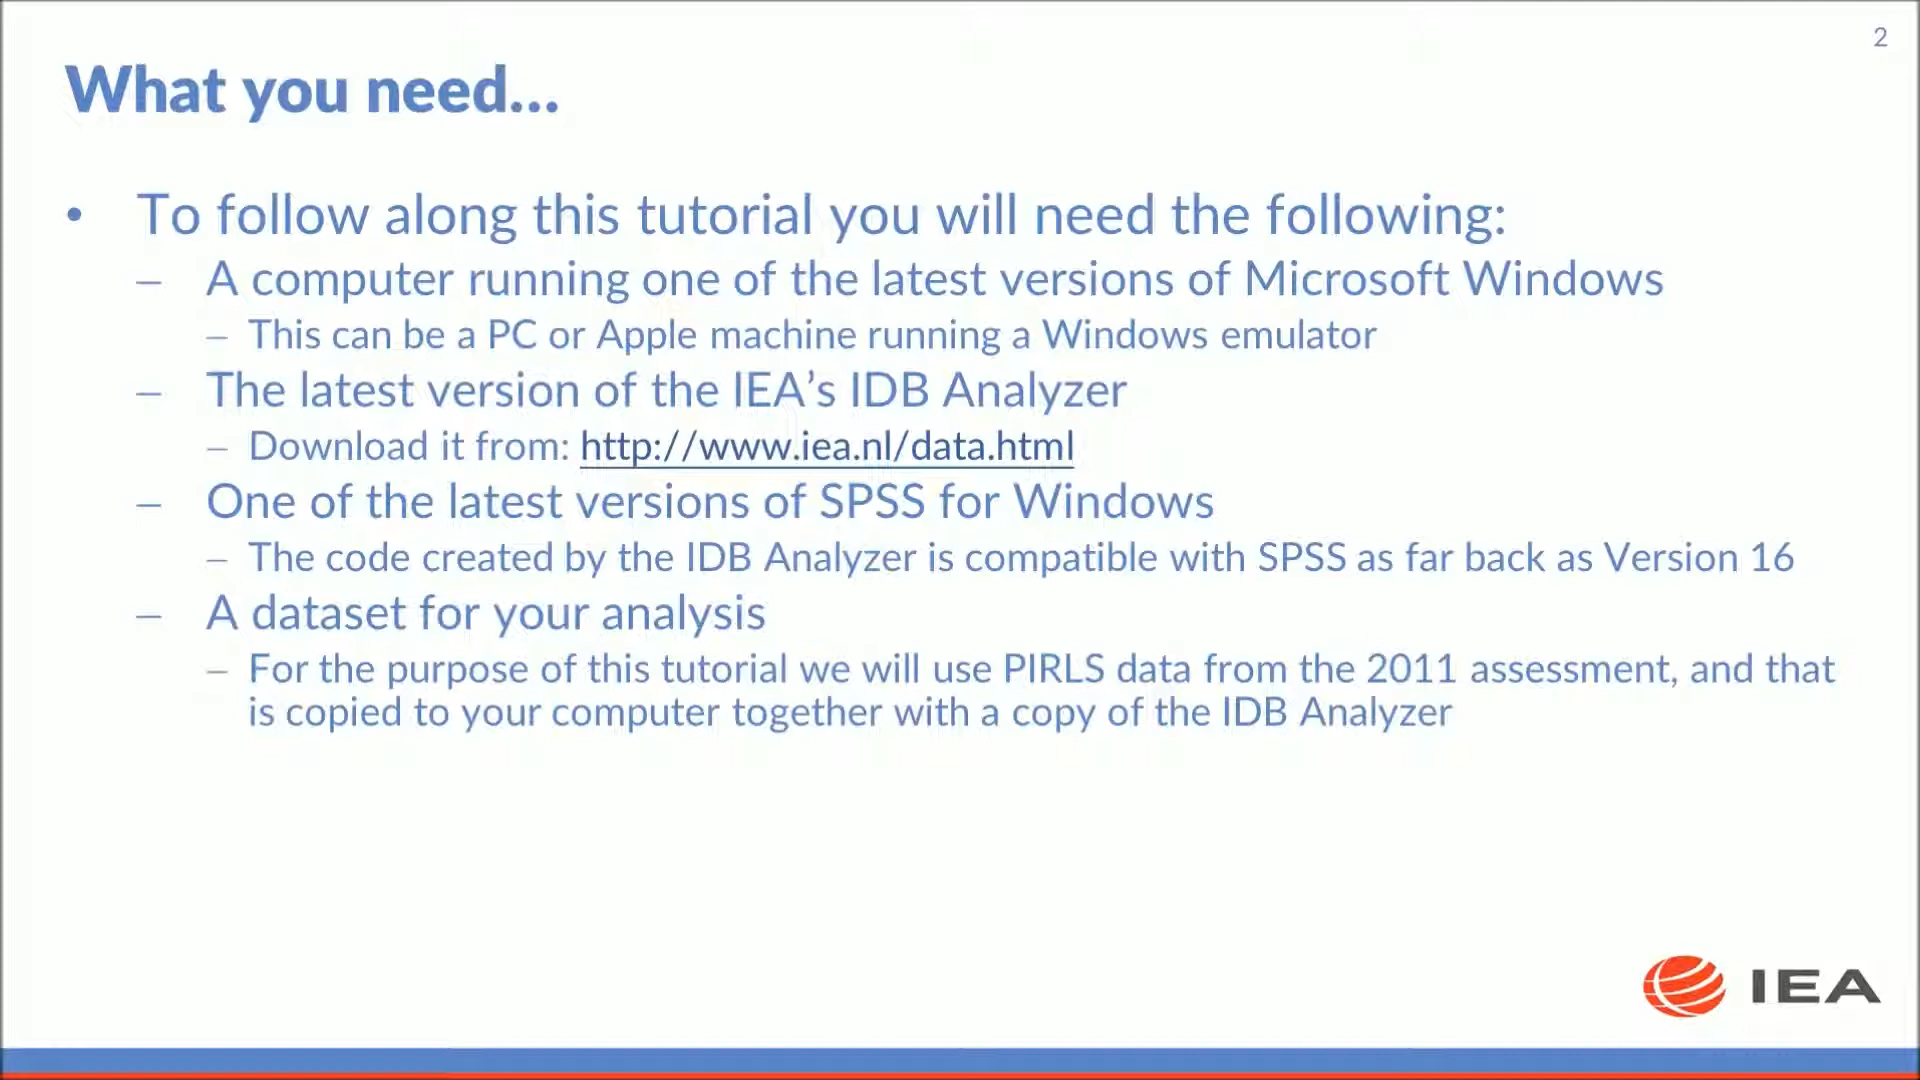 2
What you need...
• To follow along this tutorial you will need the following:
– A computer running one of the latest versions of Microsoft Windows
– This can be a PC or Apple machine running a Windows emulator
– The latest version of the IEA’s IDB Analyzer
– Download it from: http://www.iea.nl/data.html
– One of the latest versions of SPSS for Windows
– The code created by the IDB Analyzer is compatible with SPSS as far back as Version 16
– A dataset for your analysis
– For the purpose of this tutorial we will use PIRLS data from the 2011 assessment, and that
is copied to your computer together with a copy of the IDB Analyzer
IEA